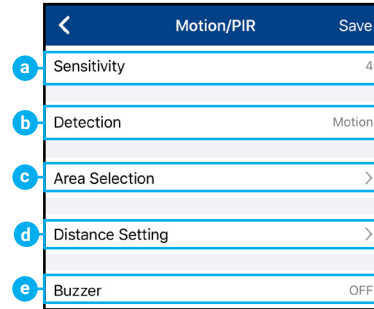 Motion/PIR Save
a Sensitivity 4
b Detection Motion
c Area Selection >
d Distance Setting >
e Buzzer OFF